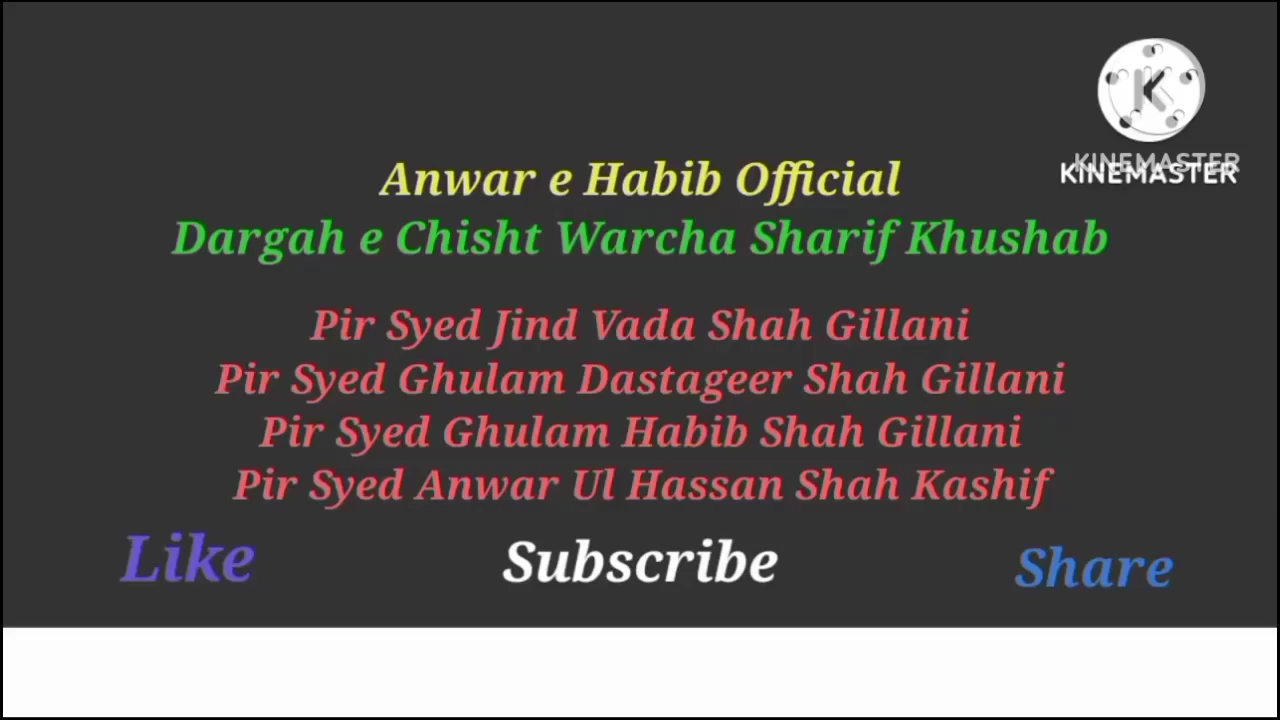 KINEMASTER
KINEMASTER
Anwar e Habib Official
Dargah e Chisht Warcha Sharif Khushab
Pir Syed Jind Vada Shah Gillani
Pir Syed Ghulam Dastageer Shah Gillani
Pir Syed Ghulam Habib Shah Gillani
Pir Syed Anwar Ul Hassan Shah Kashif
Like Subscribe Share